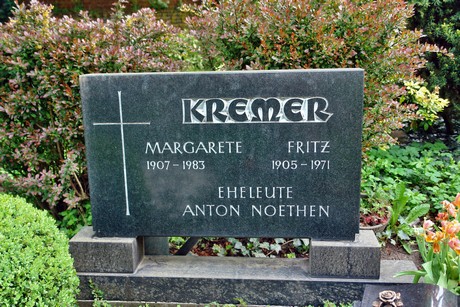 KREMER
MARGARETE FRITZ
1907-1983 1905-1971
EHELEUTE
ANTON NOETHEN